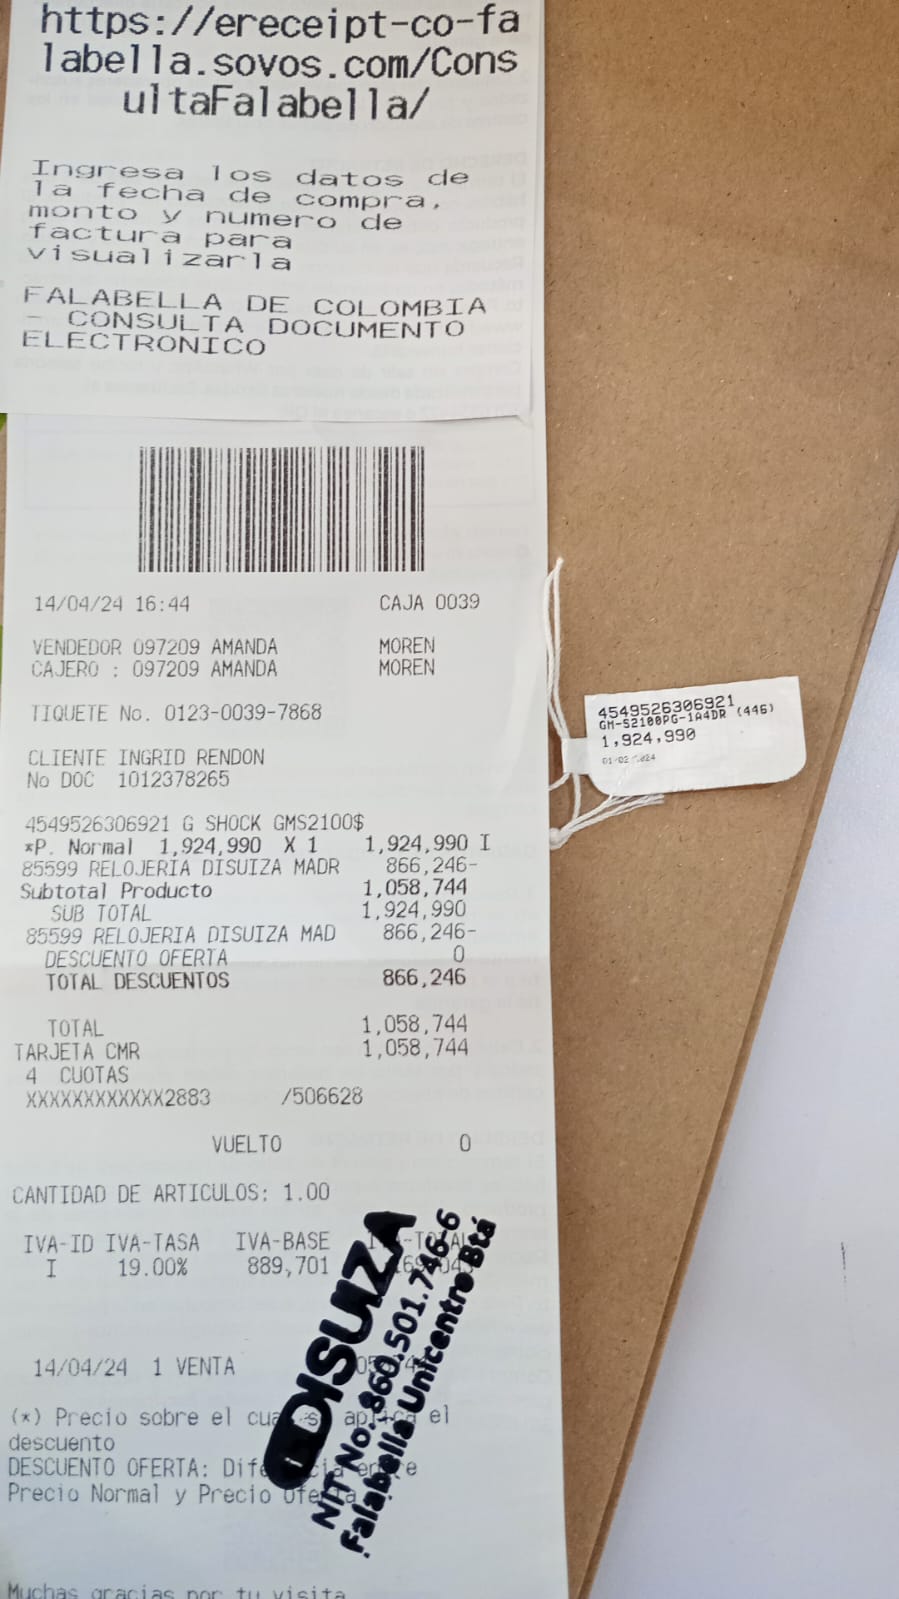 https://ereceipt-co-fa
labella.sovos.com/Cons
ultaFalabella/
Ingresa los datos de
la fecha de compra,
monto y numero de
factura para
visualizarla
FALABELLA DE COLOMBIA
- CONSULTA DOCUMENTO
ELECTRONICO
14/04/24 16:44 CAJA 0039
VENDEDOR 097209 AMANDA MOREN
CAJERO : 097209 AMANDA MOREN
TIQUETE No. 0123-0039-7868
CLIENTE INGRID RENDON
No DOC 1012378265
4549526306921 G SHOCK GMS2100$
*P. Normal 1,924,990 X 1 1,924,990 I
85599 RELOJERIA DISUIZA MADR 866,246-
Subtotal Producto 1,058,744
SUB TOTAL 1,924,990
85599 RELOJERIA DISUIZA MAD 866,246-
DESCUENTO OFERTA 0
TOTAL DESCUENTOS 866,246
TOTAL 1,058,744
TARJETA CMR 1,058,744
4 CUOTAS
XXXXXXXXXXXX2883 /506628
VUELTO 0
CANTIDAD DE ARTICULOS: 1.00
IVA-ID IVA-TASA IVA-BASE
I 19.00% 889,701
14/04/24 1 VENTA
(*) Precio sobre el cual se aplica el
descuento
DESCUENTO OFERTA: Diferencia entre
Precio Normal y Precio Oferta
Muchas gracias por tu visita
DISUIZA
NIT No. 860.501.746-6
Falabella Unicentro Btá
4549526306921
GM-S2100PG-1A4DR (446)
1,924,990